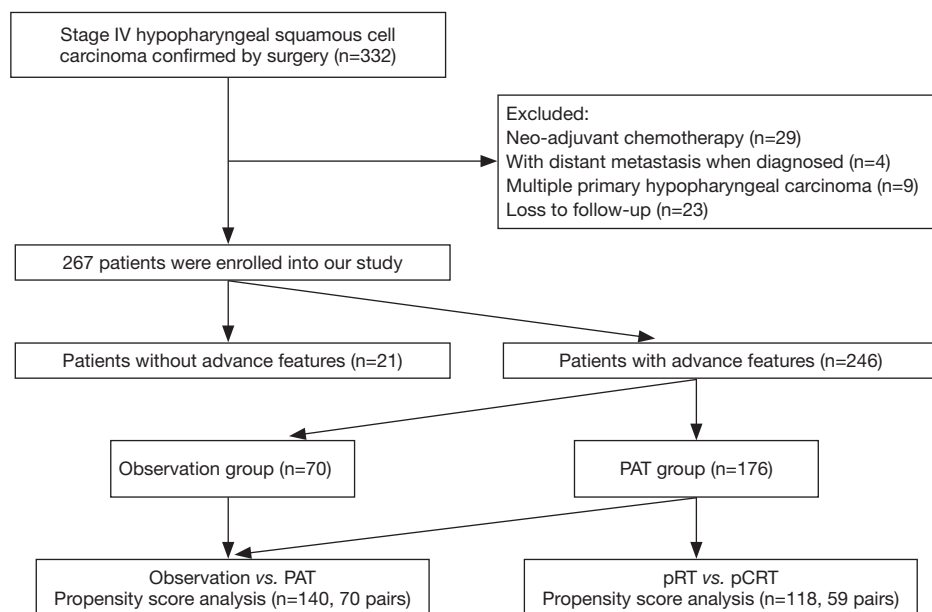 Stage IV hypopharyngeal squamous cell
carcinoma confirmed by surgery (n=332)
Excluded:
Neo-adjuvant chemotherapy (n=29)
With distant metastasis when diagnosed (n=4)
Multiple primary hypopharyngeal carcinoma (n=9)
Loss to follow-up (n=23)
267 patients were enrolled into our study
Patients without advance features (n=21)
Patients with advance features (n=246)
Observation group (n=70)
PAT group (n=176)
Observation vs. PAT
Propensity score analysis (n=140, 70 pairs)
pRT vs. pCRT
Propensity score analysis (n=118, 59 pairs)